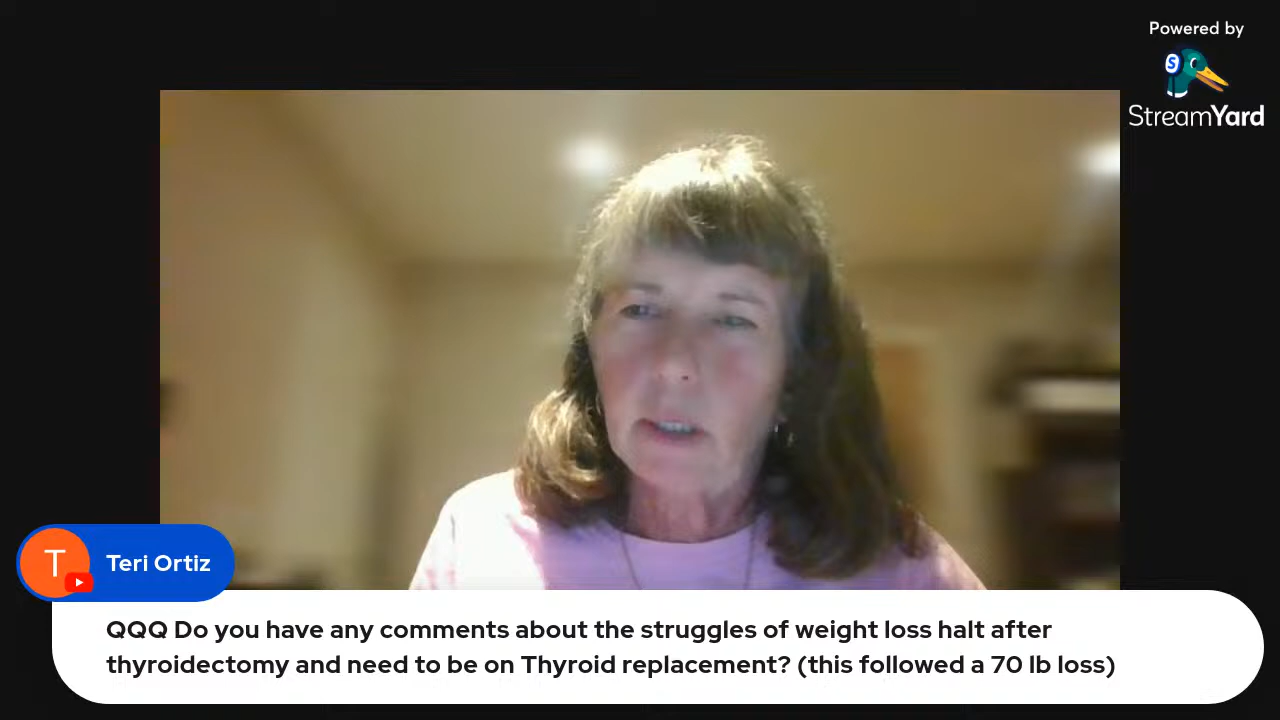 Powered by
StreamYard
T
Teri Ortiz
QQQ Do you have any comments about the struggles of weight loss halt after
thyroidectomy and need to be on Thyroid replacement? (this followed a 70 lb loss)